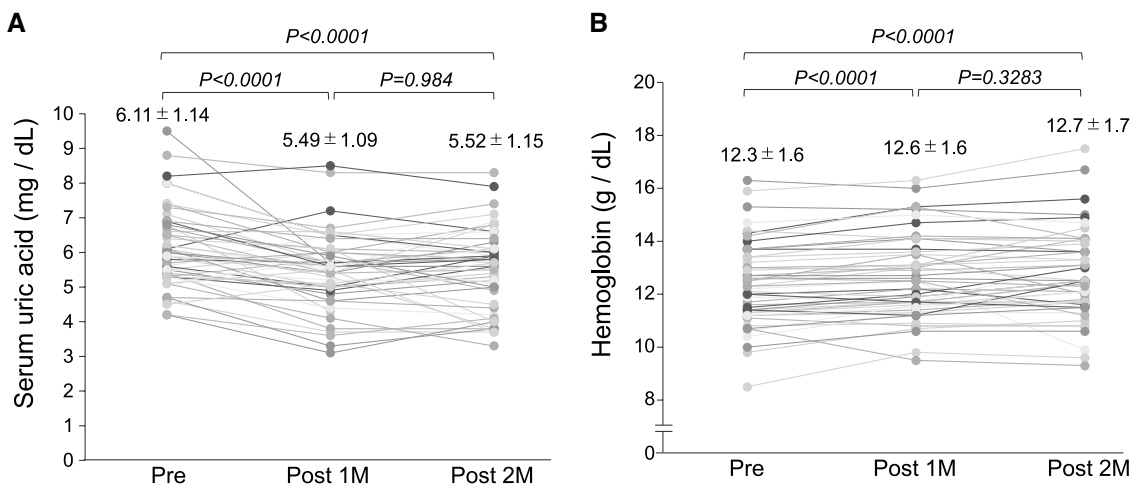 A
P<0.0001
P<0.0001
P=0.984
6.11 ± 1.14
5.49 ± 1.09
5.52 ± 1.15
Serum uric acid (mg / dL)
10
9
8
7
6
5
4
3
2
1
0
Pre
Post 1M
Post 2M
B
P<0.0001
P<0.0001
P=0.3283
12.3 ± 1.6
12.6 ± 1.6
12.7 ± 1.7
Hemoglobin (g / dL)
20
18
16
14
12
10
8
0
Pre
Post 1M
Post 2M